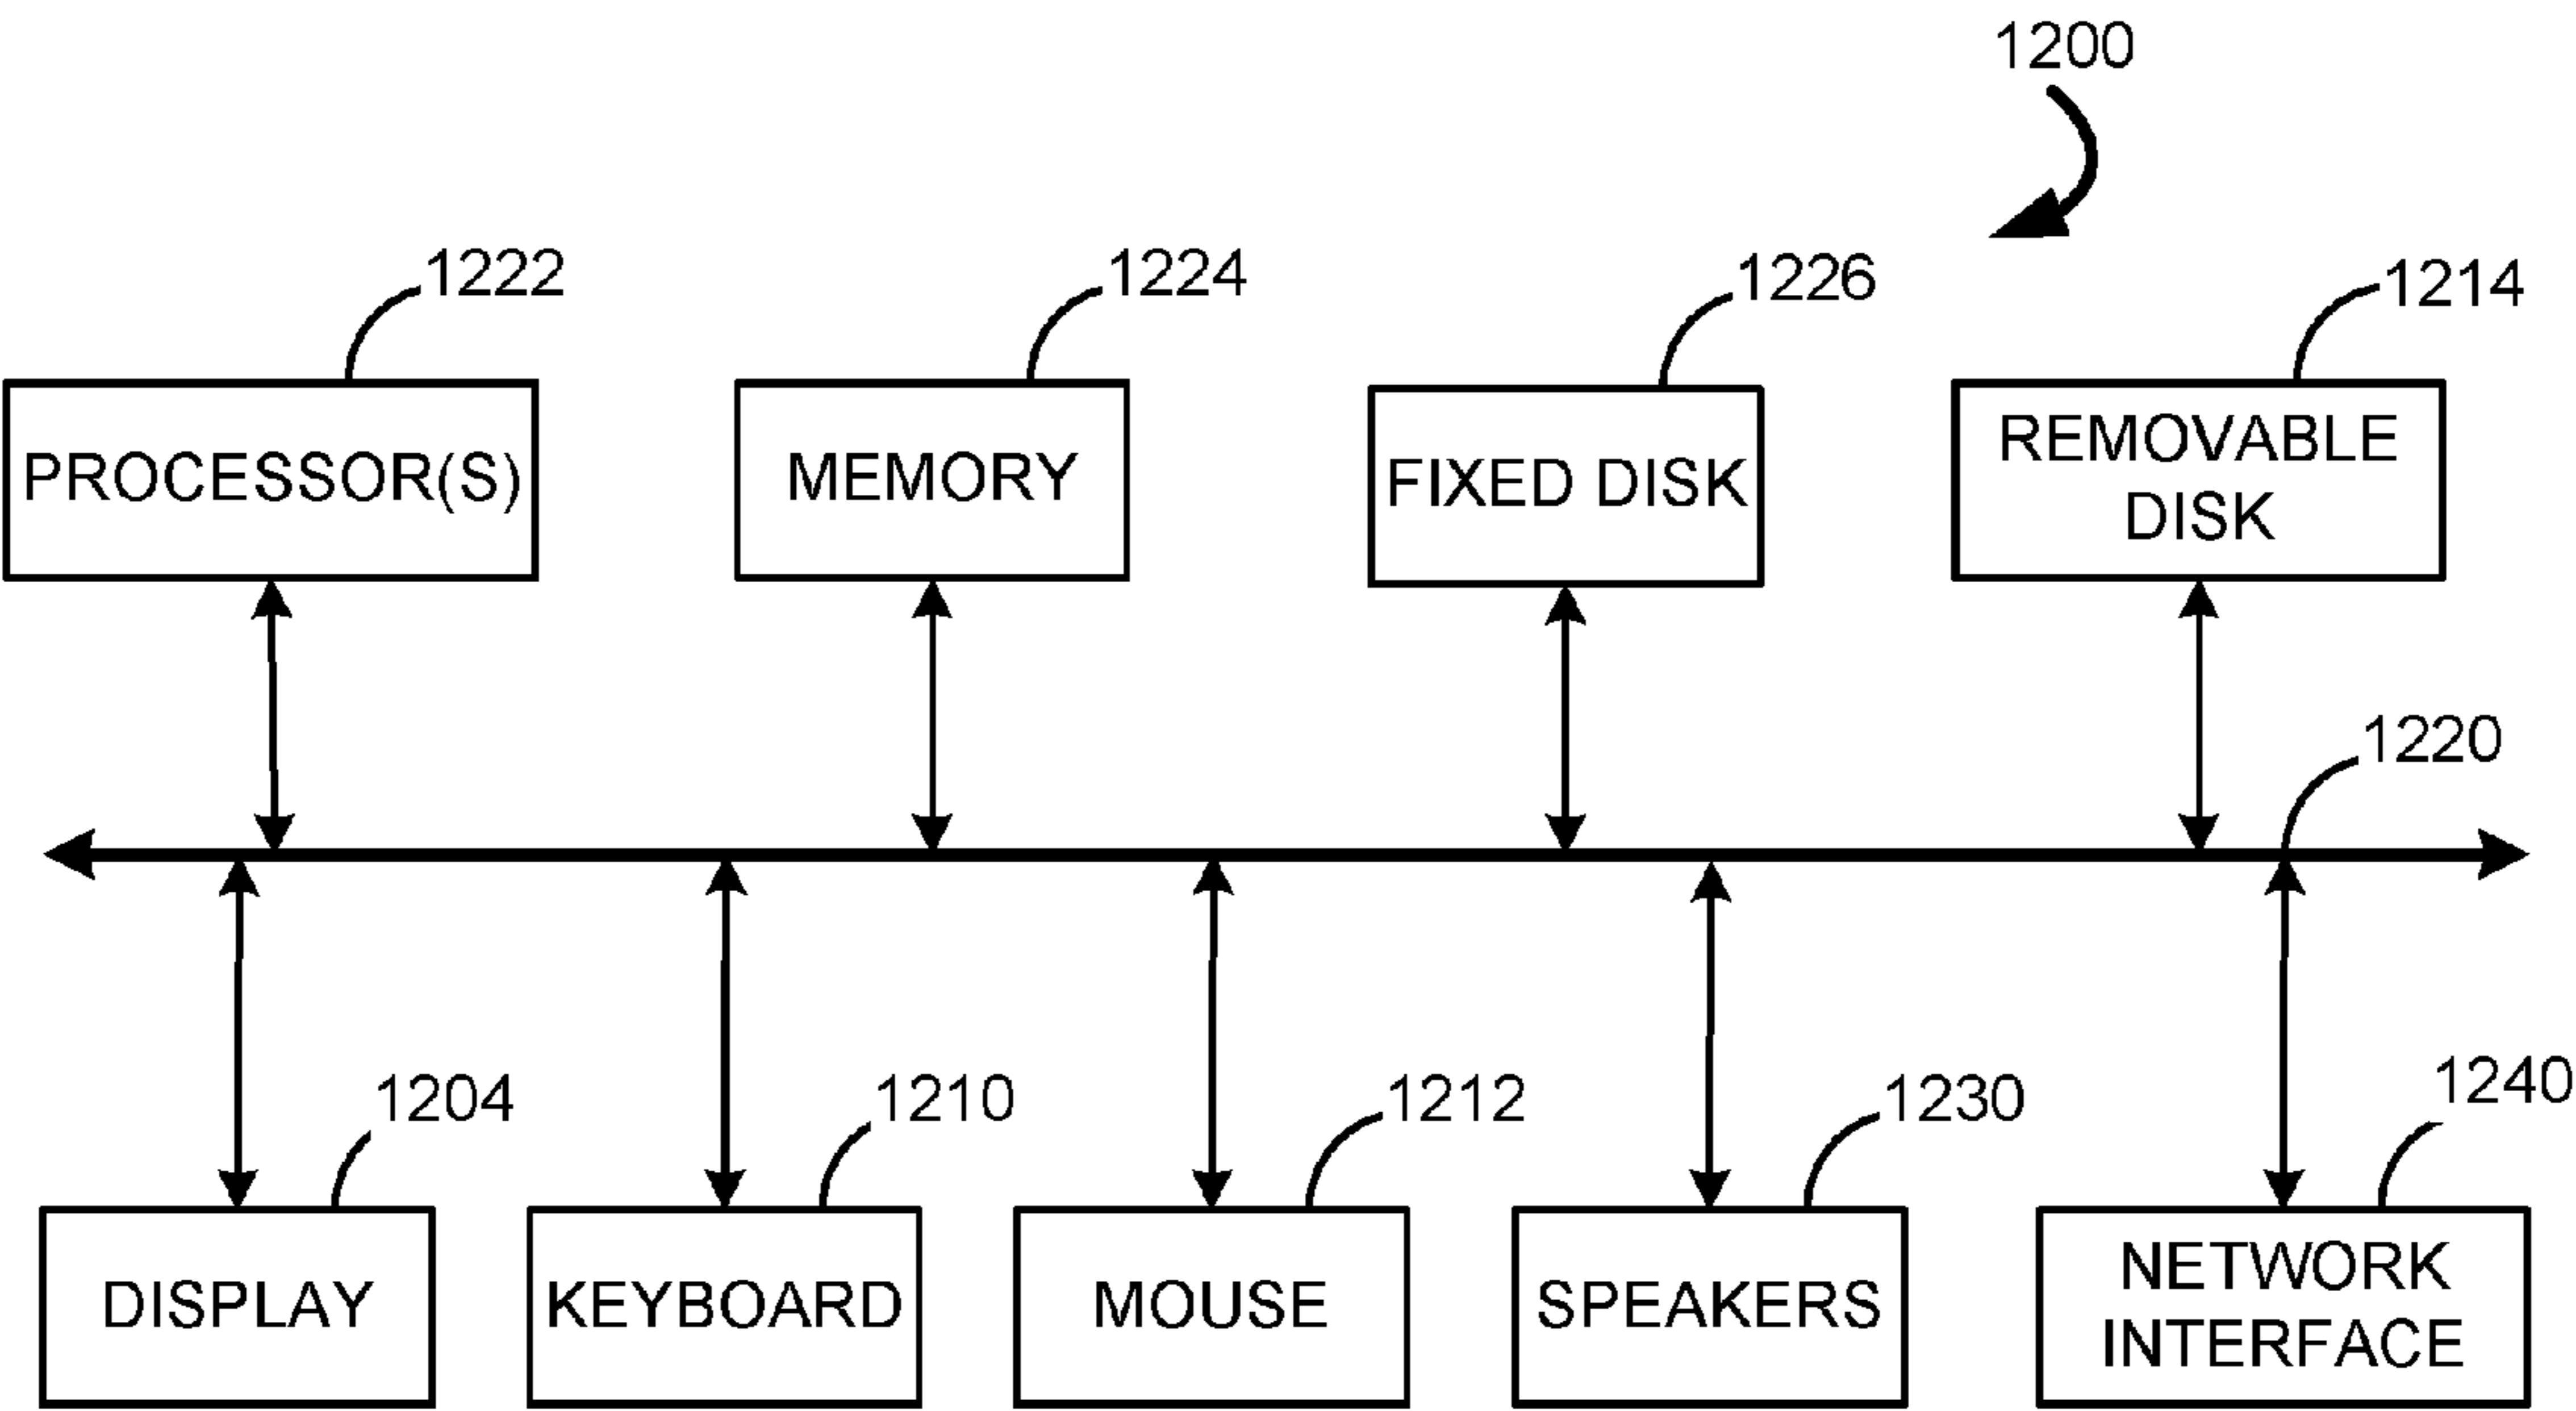 1200
1222
1224
1226
1214
PROCESSOR(S)
MEMORY
FIXED DISK
REMOVABLE
DISK
1220
1204
1210
1212
1230
1240
DISPLAY
KEYBOARD
MOUSE
SPEAKERS
NETWORK
INTERFACE